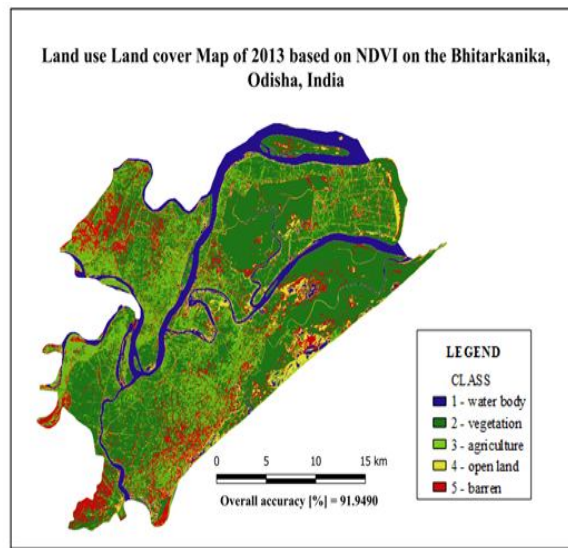 Land use Land cover Map of 2013 based on NDVI on the Bhitarkanika,
Odisha, India
LEGEND
CLASS
1 - water body
2 - vegetation
3 - agriculture
4 - open land
5 - barren
0 5 10 15 km
Overall accuracy [%] = 91.9490